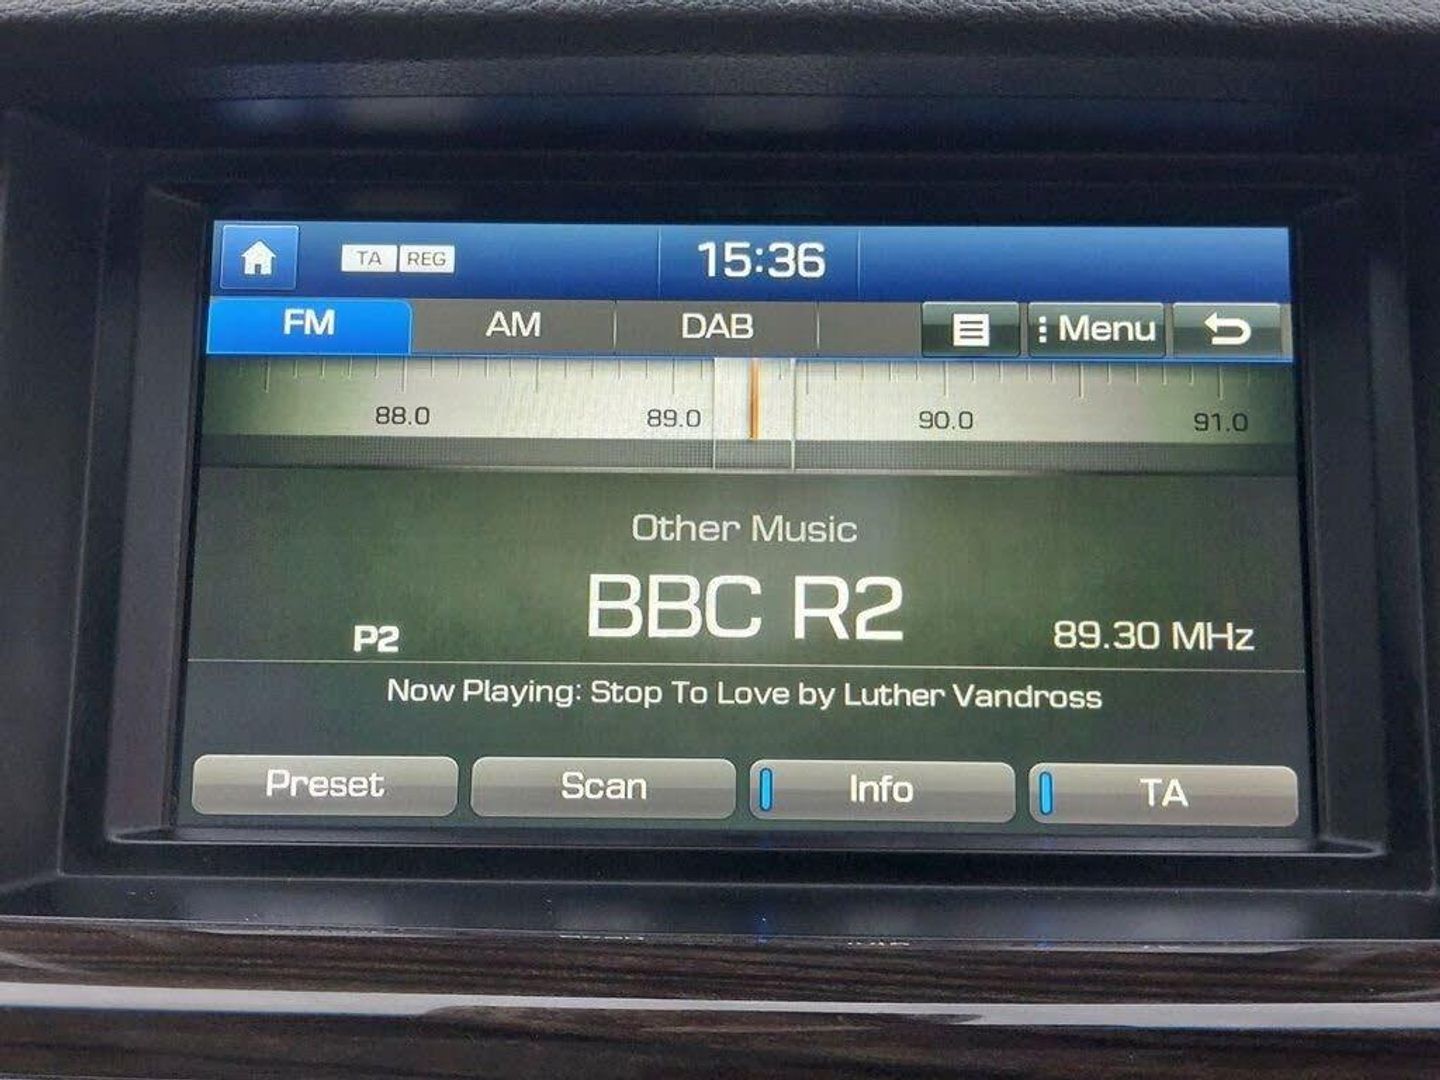 TA REG 15:36
FM AM DAB Menu
88.0 89.0 90.0 91.0
Other Music
BBC R2
P2 89.30 MHz
Now Playing: Stop To Love by Luther Vandross
Preset Scan Info TA